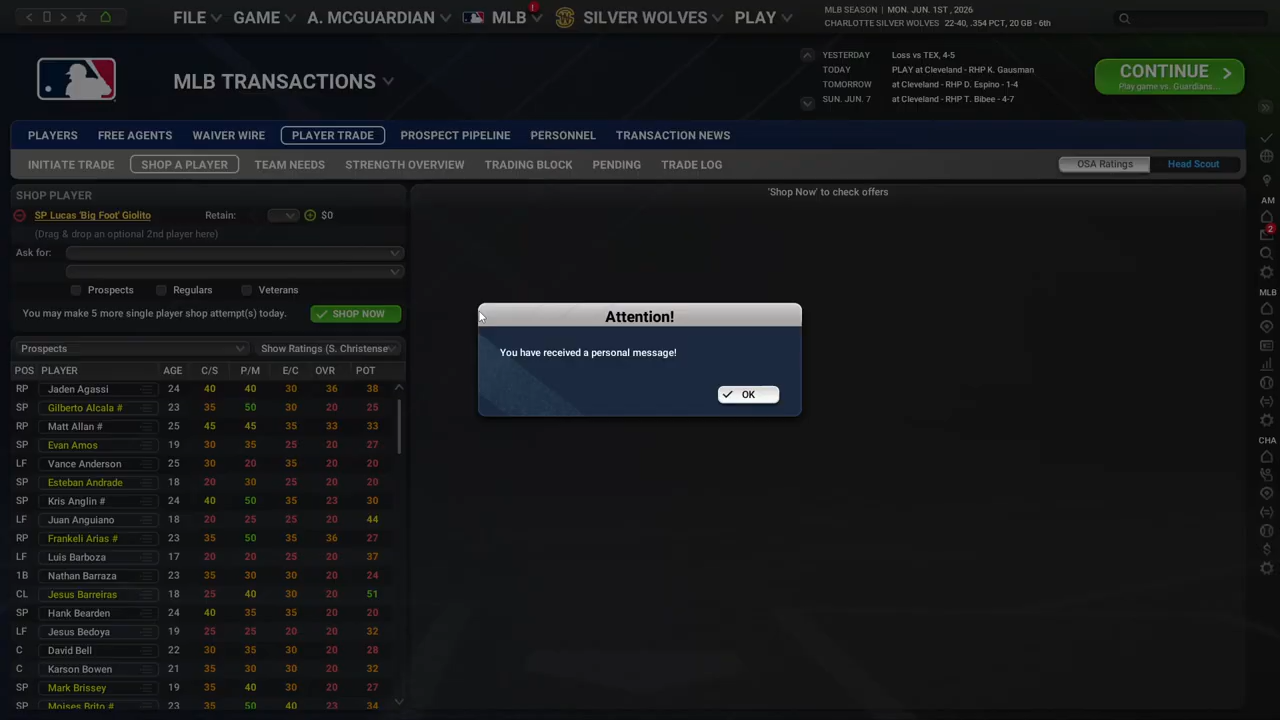 FILE GAME A. MCGUARDIAN MLB SILVER WOLVES PLAY
MLB SEASON | MON. JUN. 1ST , 2026
CHARLOTTE SILVER WOLVES 22-40, .354 PCT, 20 GB - 6th
MLB TRANSACTIONS
YESTERDAY Loss vs TEX, 4-5
TODAY PLAY at Cleveland - RHP K. Gausman
TOMORROW at Cleveland - RHP D. Espino - 1-4
SUN. JUN. 7 at Cleveland - RHP T. Bibee - 4-7
CONTINUE
Play game vs. Guardians...
PLAYERS FREE AGENTS WAIVER WIRE PLAYER TRADE PROSPECT PIPELINE PERSONNEL TRANSACTION NEWS
INITIATE TRADE SHOP A PLAYER TEAM NEEDS STRENGTH OVERVIEW TRADING BLOCK PENDING TRADE LOG OSA Ratings Head Scout
SHOP PLAYER
SP Lucas 'Big Foot' Giolito Retain: $0
(Drag & drop an optional 2nd player here)
Ask for:
Prospects Regulars Veterans
You may make 5 more single player shop attempt(s) today. SHOP NOW
Prospects Show Ratings (S. Christense
POS PLAYER AGE C/S P/M E/C OVR POT
RP Jaden Agassi 24 40 40 30 36 38
SP Gilberto Alcala # 23 35 50 30 20 25
RP Matt Allan # 25 45 45 35 33 33
SP Evan Amos 19 30 35 25 20 27
LF Vance Anderson 25 30 20 35 20 20
SP Esteban Andrade 18 20 30 25 20 20
SP Kris Anglin # 24 40 50 35 23 30
LF Juan Anguiano 18 20 25 25 20 44
RP Frankeli Arias # 23 35 50 30 36 27
LF Luis Barboza 17 20 20 25 20 37
1B Nathan Barraza 23 35 30 30 20 24
CL Jesus Barreiras 18 25 40 30 20 51
SP Hank Bearden 24 40 35 35 20 20
LF Jesus Bedoya 19 25 25 20 20 32
C David Bell 22 30 35 30 20 28
C Karson Bowen 21 35 30 30 20 32
SP Mark Brissey 19 35 40 30 20 27
SP Moises Brito # 23 35 50 40 23 34
'Shop Now' to check offers
Attention!
You have received a personal message!
OK
AM
2
MLB
CHA